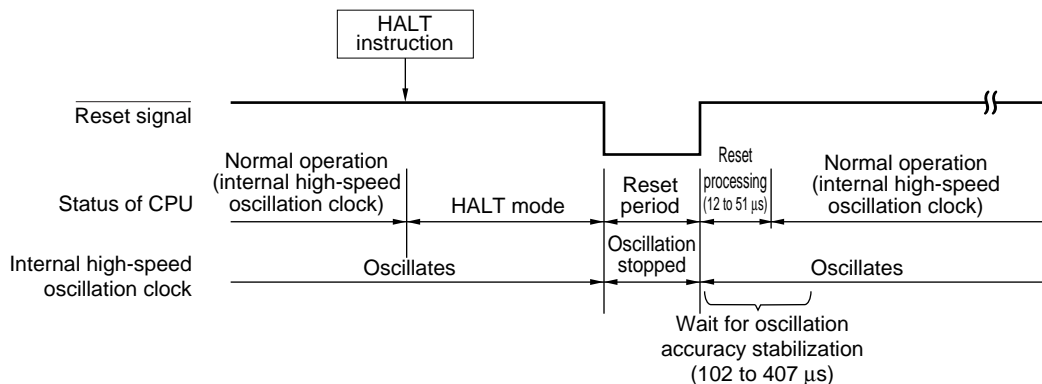 HALT
instruction
Reset signal
Status of CPU
Normal operation
(internal high-speed
oscillation clock)
HALT mode
Reset
period
Reset
processing
(12 to 51 μs)
Normal operation
(internal high-speed
oscillation clock)
Internal high-speed
oscillation clock
Oscillates
Oscillation
stopped
Oscillates
Wait for oscillation
accuracy stabilization
(102 to 407 μs)